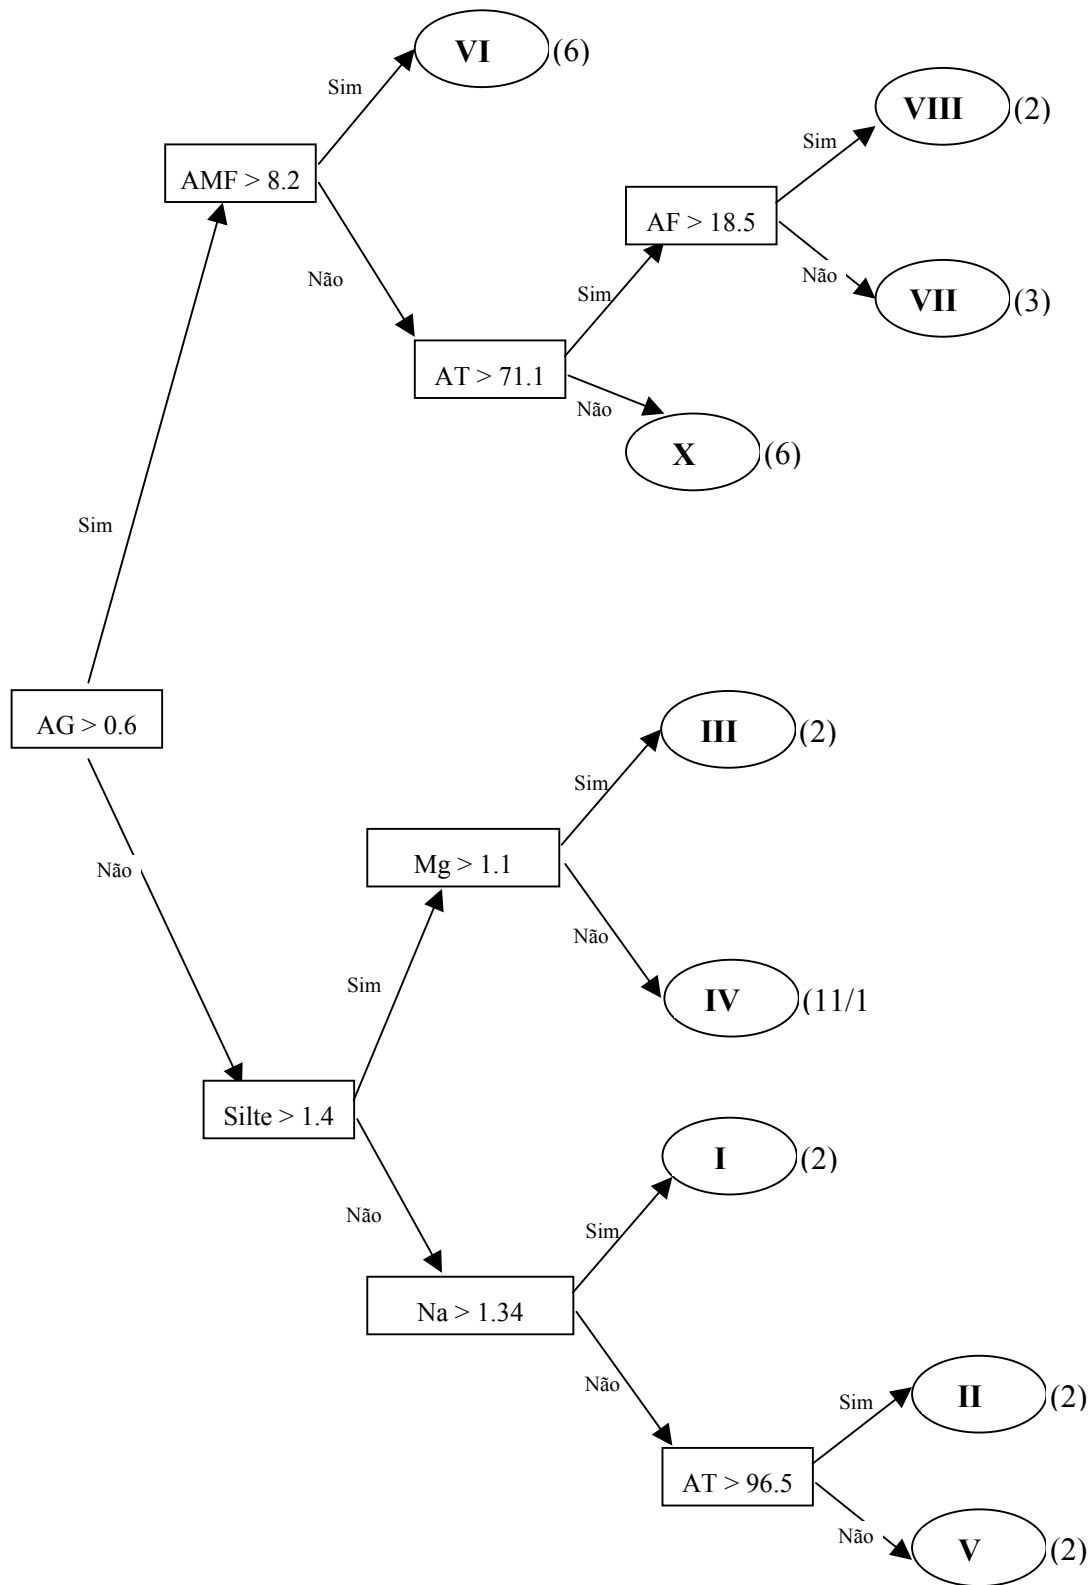 VI (6)
Sim
VIII (2)
Sim
AMF > 8.2
AF > 18.5
Não
Não
Sim
VII (3)
AT > 71.1
Não
X (6)
Sim
III (2)
AG > 0.6
Sim
Mg > 1.1
Não
Não
Sim
IV (11/1
Silte > 1.4
I (2)
Não
Sim
Na > 1.34
Não
II (2)
Sim
AT > 96.5
Não
V (2)